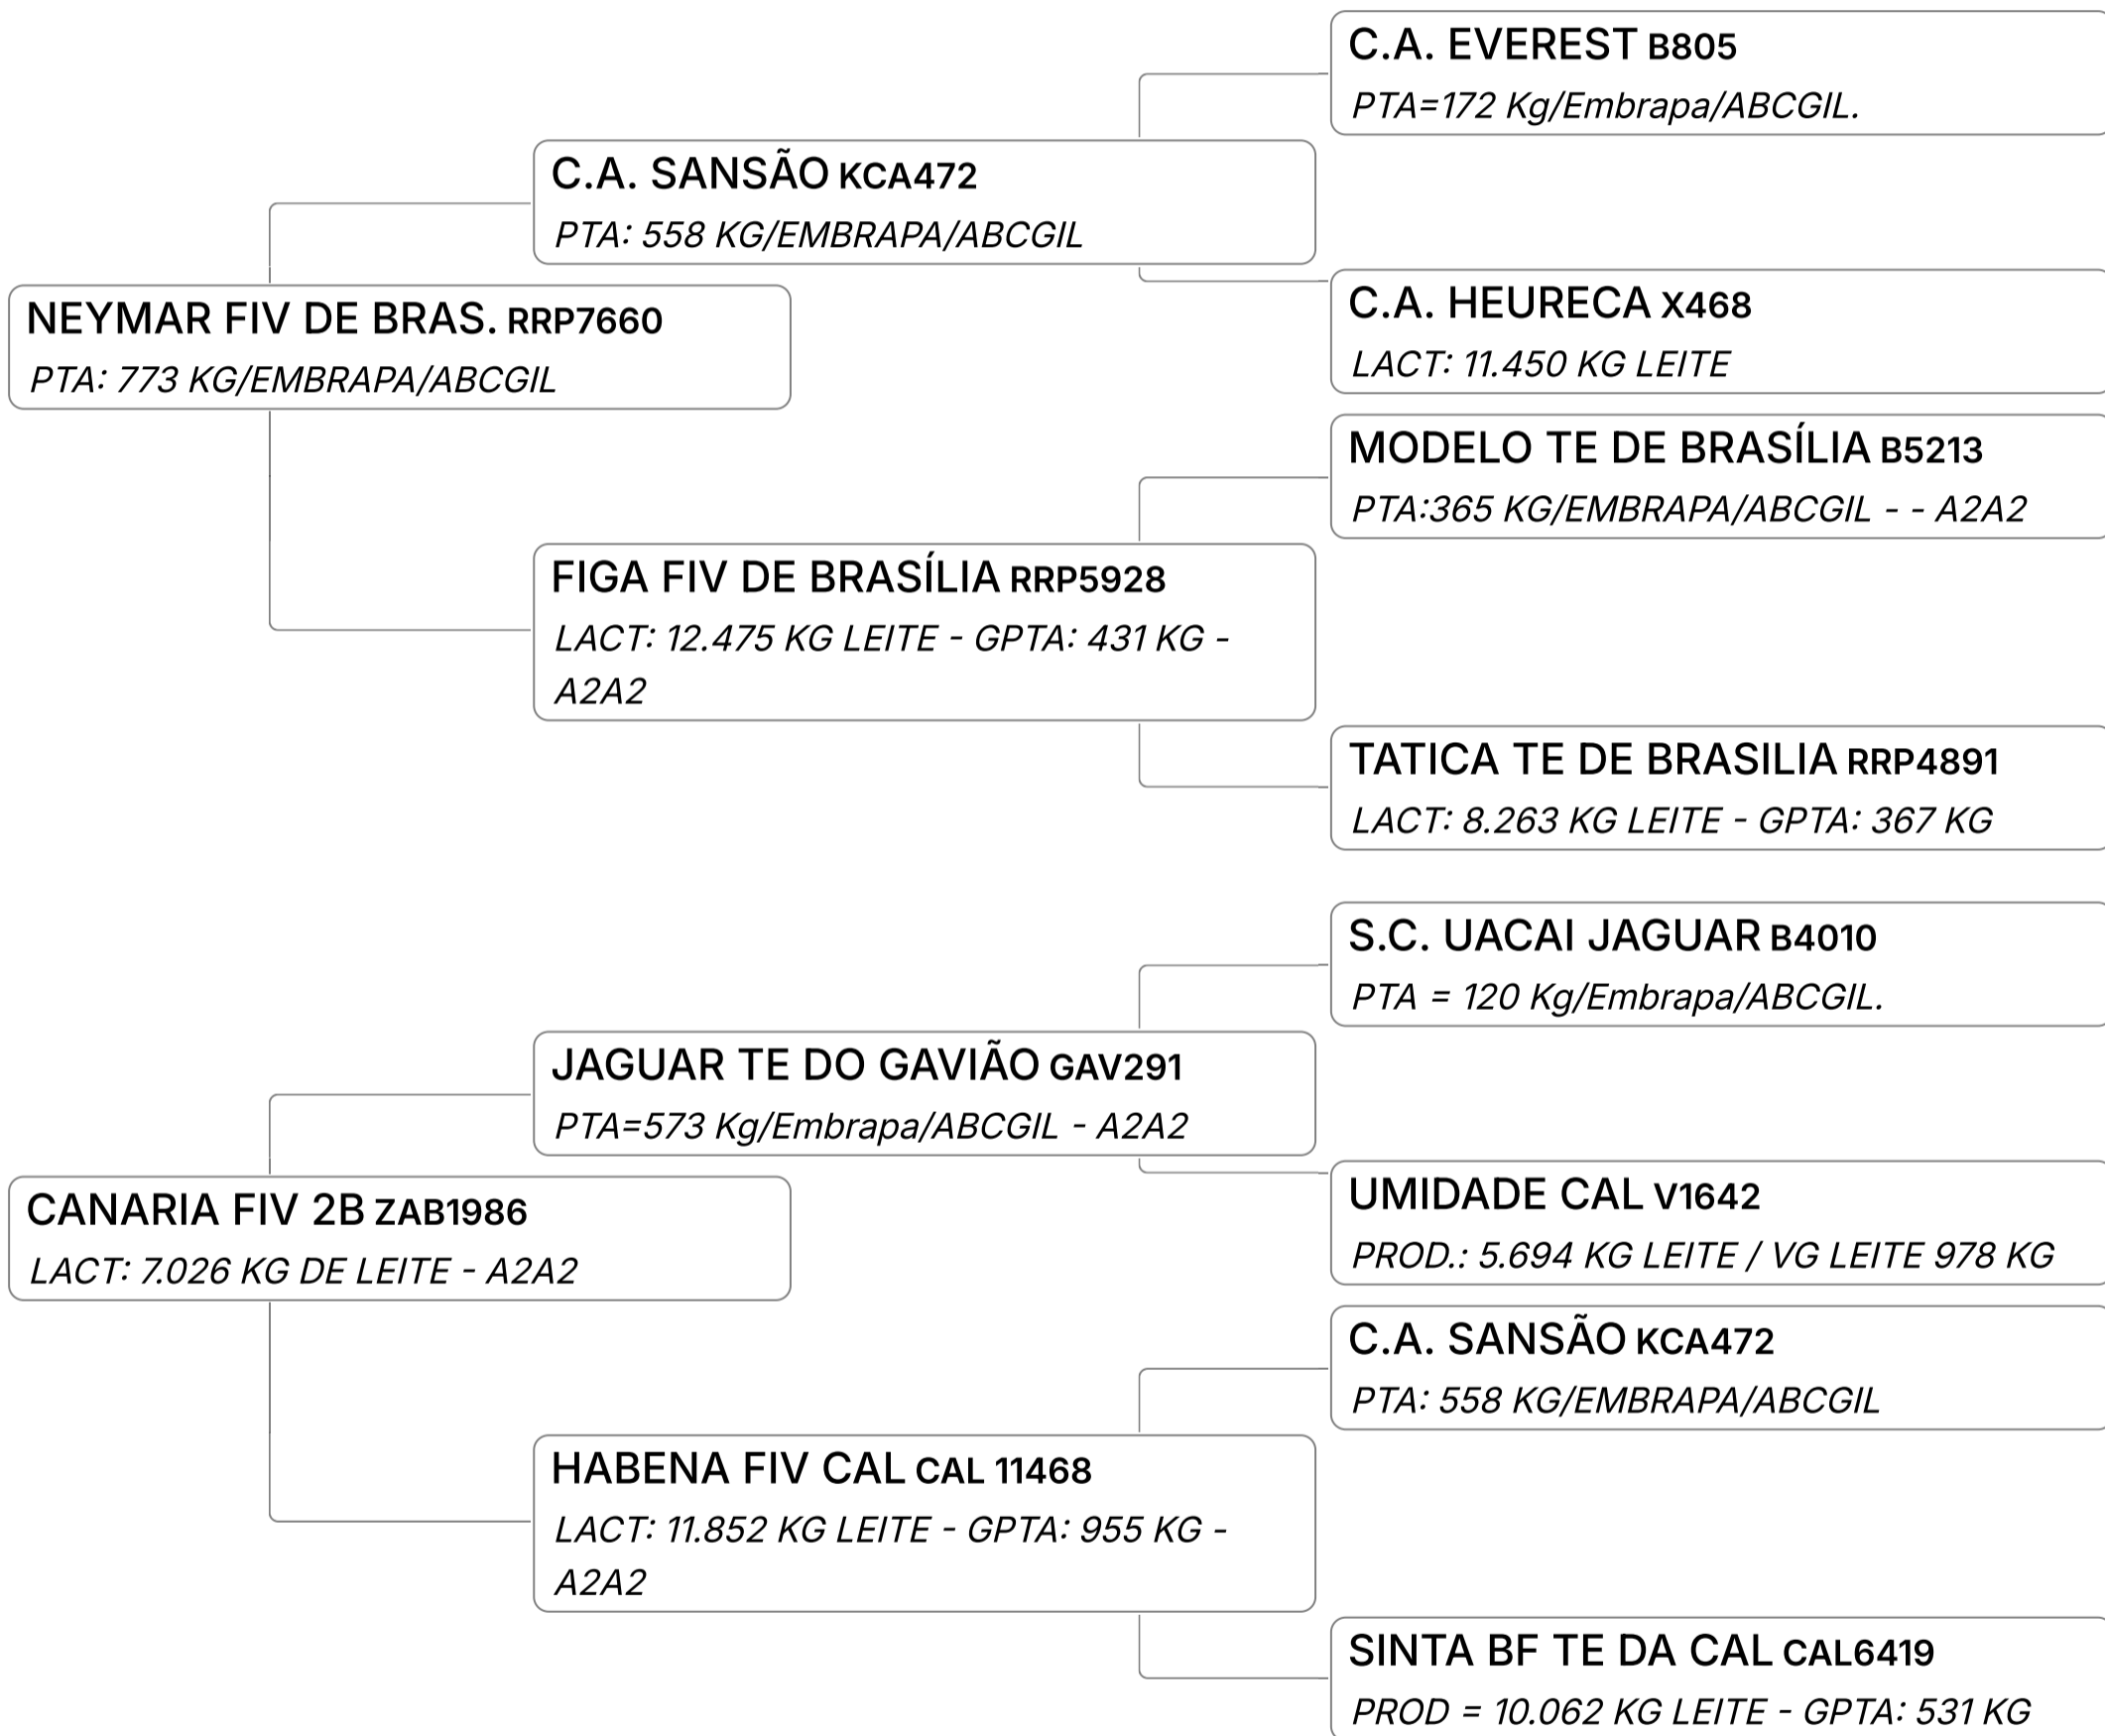 C.A. EVEREST B805
PTA=172 Kg/Embrapa/ABCGIL.
C.A. SANSÃO KCA472
PTA: 558 KG/EMBRAPA/ABCGIL
C.A. HEURECA X468
LACT: 11.450 KG LEITE
NEYMAR FIV DE BRAS. RRP7660
PTA: 773 KG/EMBRAPA/ABCGIL
MODELO TE DE BRASÍLIA B5213
PTA:365 KG/EMBRAPA/ABCGIL - - A2A2
FIGA FIV DE BRASÍLIA RRP5928
LACT: 12.475 KG LEITE - GPTA: 431 KG -
A2A2
TATICA TE DE BRASILIA RRP4891
LACT: 8.263 KG LEITE - GPTA: 367 KG
S.C. UACAI JAGUAR B4010
PTA = 120 Kg/Embrapa/ABCGIL.
JAGUAR TE DO GAVIÃO GAV291
PTA=573 Kg/Embrapa/ABCGIL - A2A2
UMIDADE CAL V1642
PROD.: 5.694 KG LEITE / VG LEITE 978 KG
CANARIA FIV 2B ZAB1986
LACT: 7.026 KG DE LEITE - A2A2
C.A. SANSÃO KCA472
PTA: 558 KG/EMBRAPA/ABCGIL
HABENA FIV CAL CAL 11468
LACT: 11.852 KG LEITE - GPTA: 955 KG -
A2A2
SINTA BF TE DA CAL CAL6419
PROD = 10.062 KG LEITE - GPTA: 531 KG